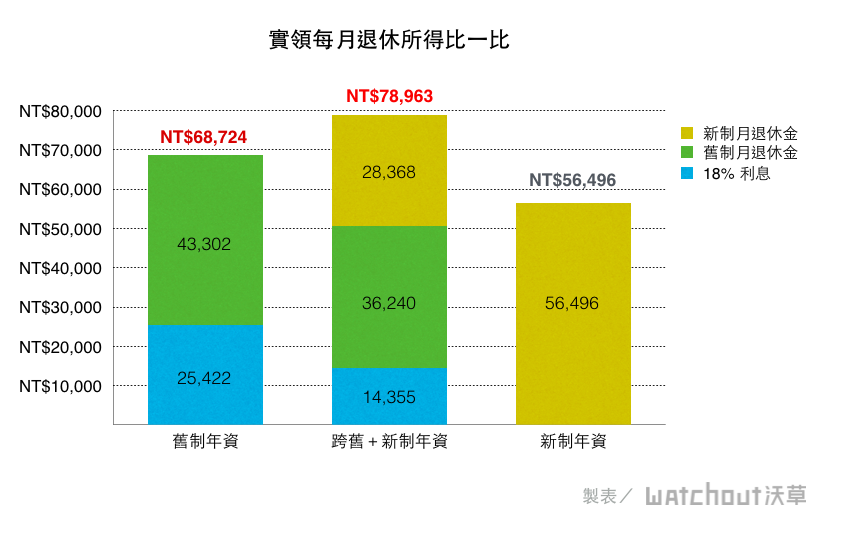 實領每月退休所得比一比
NT$80,000
NT$70,000
NT$60,000
NT$50,000
NT$40,000
NT$30,000
NT$20,000
NT$10,000
NT$68,724
43,302
25,422
NT$78,963
28,368
36,240
14,355
NT$56,496
56,496
舊制年資
跨舊＋新制年資
新制年資
新制月退休金
舊制月退休金
18% 利息
製表／ watchout沃草